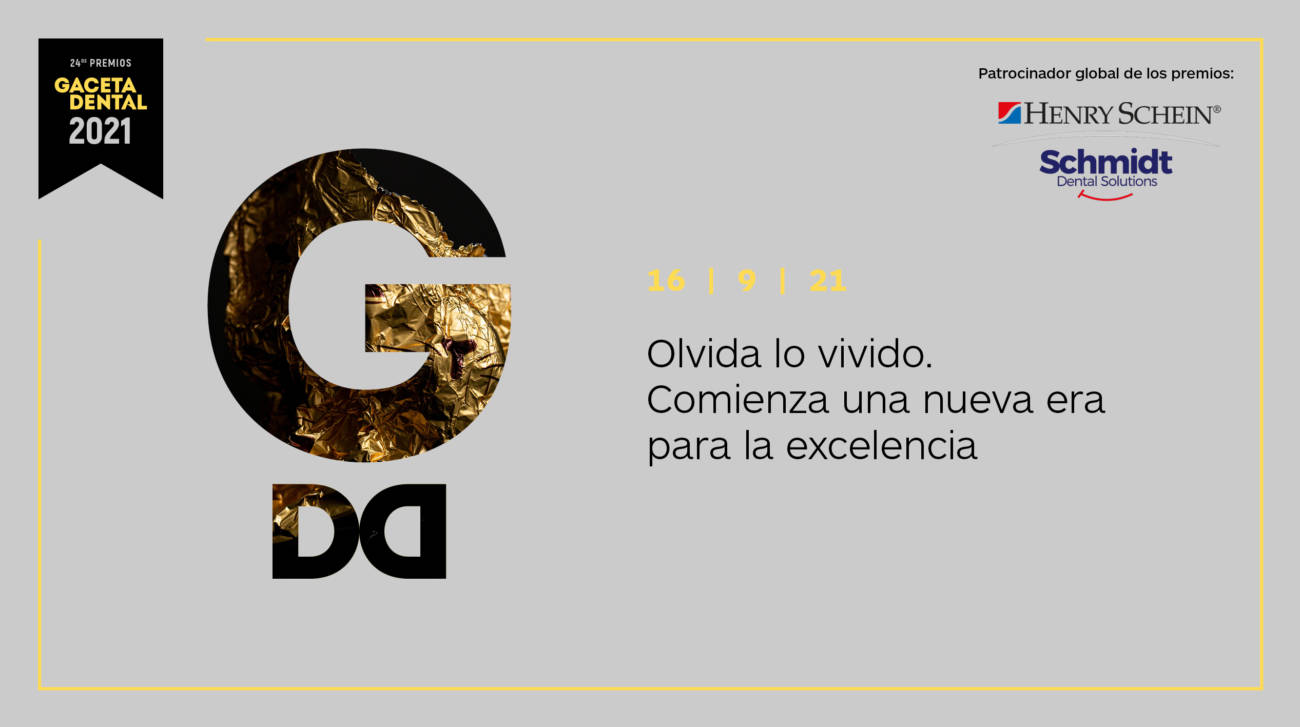 24os PREMIOS
GACETA
DENTAL
2021
Patrocinador global de los premios:
HENRY SCHEIN®
Schmidt
Dental Solutions
G
DD
16 | 9 | 21
Olvida lo vivido.
Comienza una nueva era
para la excelencia